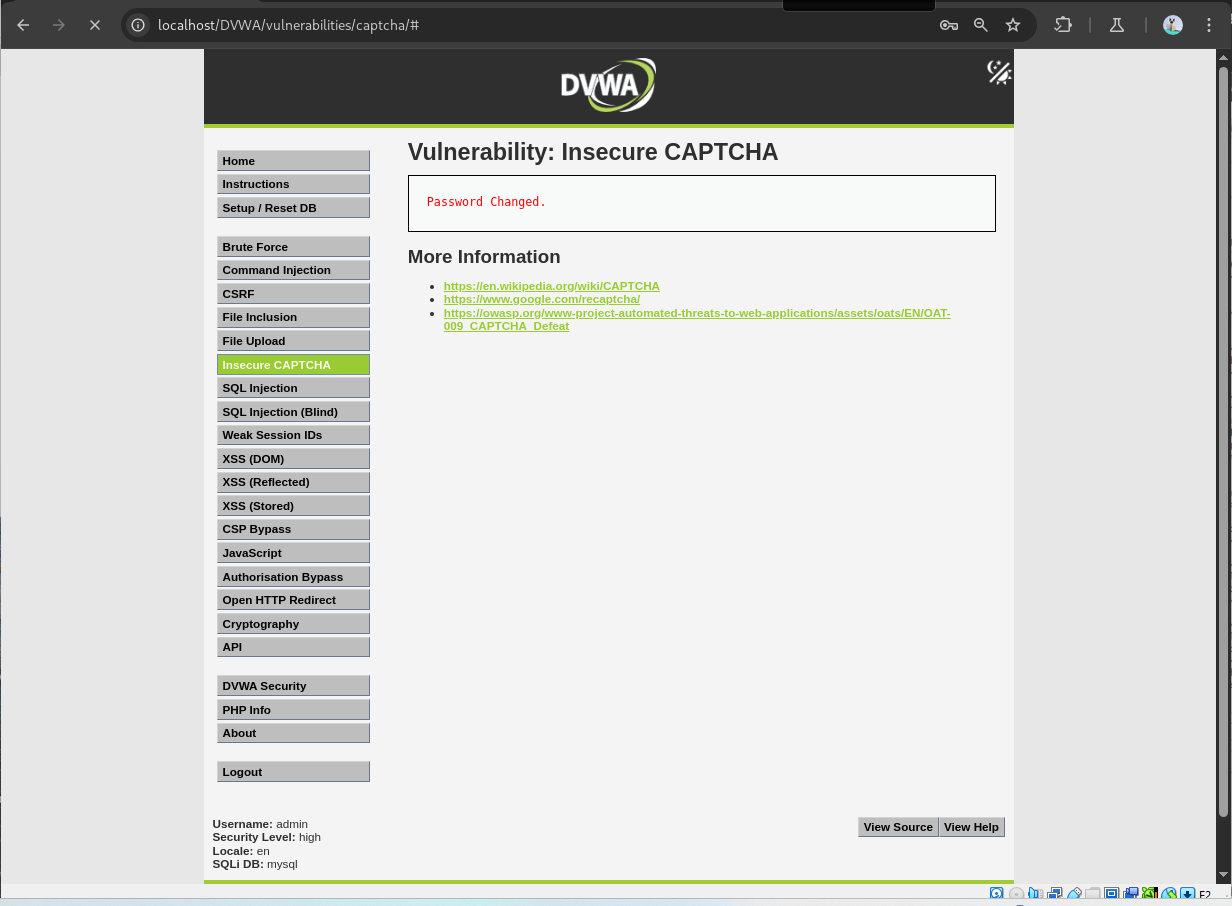 localhost/DVWA/vulnerabilities/captcha/#
DVWA
Home
Instructions
Setup / Reset DB
Brute Force
Command Injection
CSRF
File Inclusion
File Upload
Insecure CAPTCHA
SQL Injection
SQL Injection (Blind)
Weak Session IDs
XSS (DOM)
XSS (Reflected)
XSS (Stored)
CSP Bypass
JavaScript
Authorisation Bypass
Open HTTP Redirect
Cryptography
API
DVWA Security
PHP Info
About
Logout
Vulnerability: Insecure CAPTCHA
Password Changed.
More Information
https://en.wikipedia.org/wiki/CAPTCHA
https://www.google.com/recaptcha/
https://owasp.org/www-project-automated-threats-to-web-applications/assets/oats/EN/OAT-
009_CAPTCHA_Defeat
Username: admin
Security Level: high
Locale: en
SQLi DB: mysql
View Source
View Help